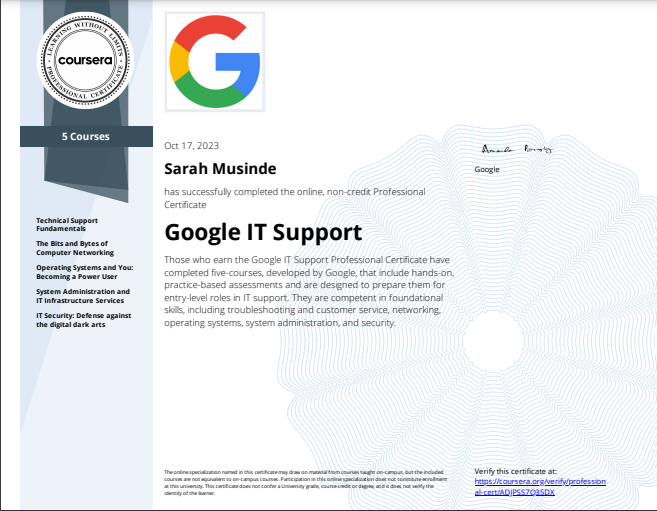 LEARNING WITHOUT LIMITS
coursera
PROFESSIONAL CERTIFICATE
5 Courses
Technical Support
Fundamentals
The Bits and Bytes of
Computer Networking
Operating Systems and You:
Becoming a Power User
System Administration and
IT Infrastructure Services
IT Security: Defense against
the digital dark arts
G
Oct 17, 2023
Sarah Musinde
has successfully completed the online, non-credit Professional
Certificate
Google IT Support
Those who earn the Google IT Support Professional Certificate have
completed five-courses, developed by Google, that include hands-on,
practice-based assessments and are designed to prepare them for
entry-level roles in IT support. They are competent in foundational
skills, including troubleshooting and customer service, networking,
operating systems, system administration, and security.
Google
The online specialization named in this certificate may draw on material from courses taught on-campus, but the included
courses are not equivalent to on-campus courses. Participation in this online specialization does not constitute enrollment
at this university. This certificate does not confer a University grade, course credit or degree, and it does not verify the
identity of the learner.
Verify this certificate at:
https://coursera.org/verify/profession
al-cert/ADJPSS7Q3SDX